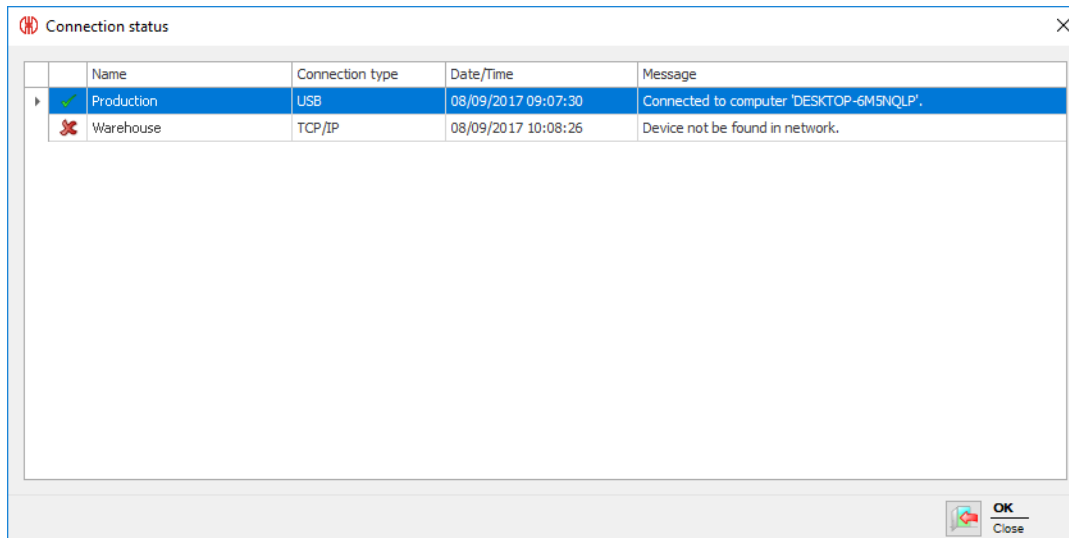 Connection status
Name Connection type Date/Time Message
Production USB 08/09/2017 09:07:30 Connected to computer 'DESKTOP-6M5NQLP'.
Warehouse TCP/IP 08/09/2017 10:08:26 Device not be found in network.
OK
Close